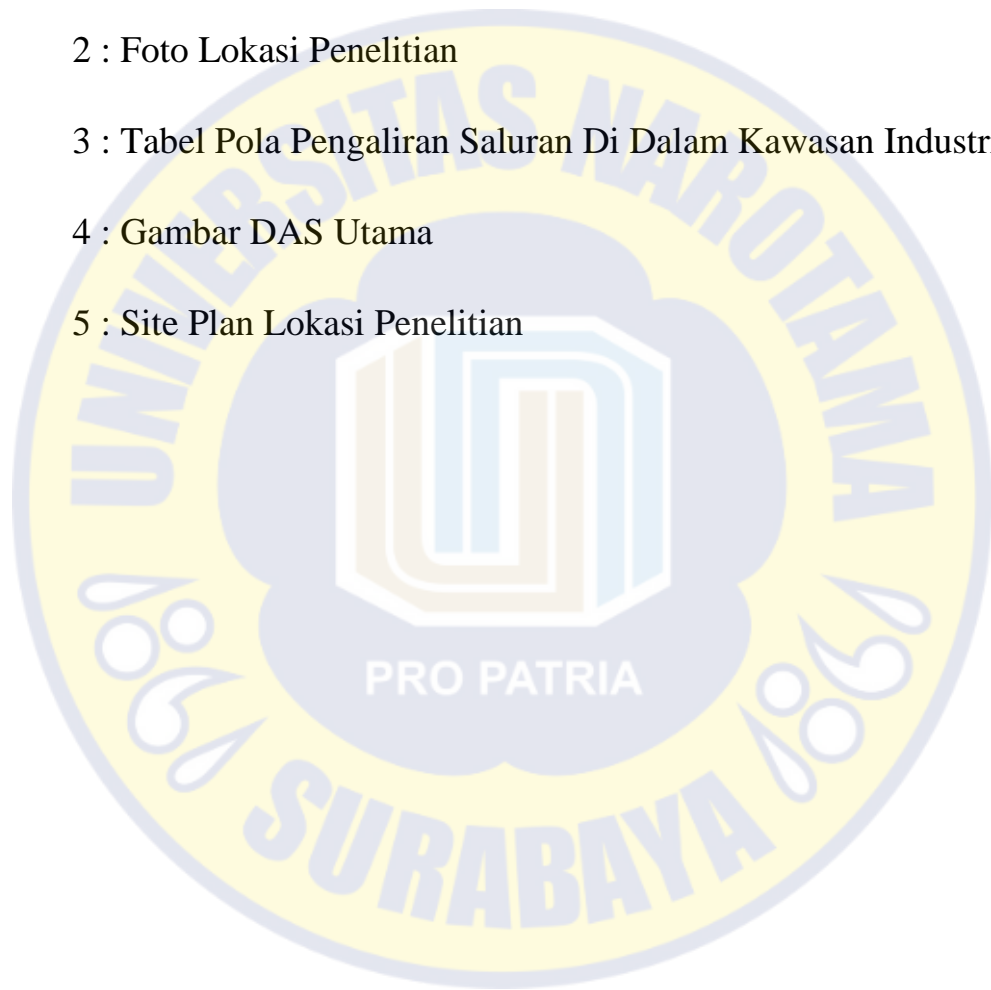 2 : Foto Lokasi Penelitian
3 : Tabel Pola Pengaliran Saluran Di Dalam Kawasan Industri
4 : Gambar DAS Utama
5 : Site Plan Lokasi Penelitian
UNIVERSITAS NAROTAMA
PRO PATRIA
SURABAYA